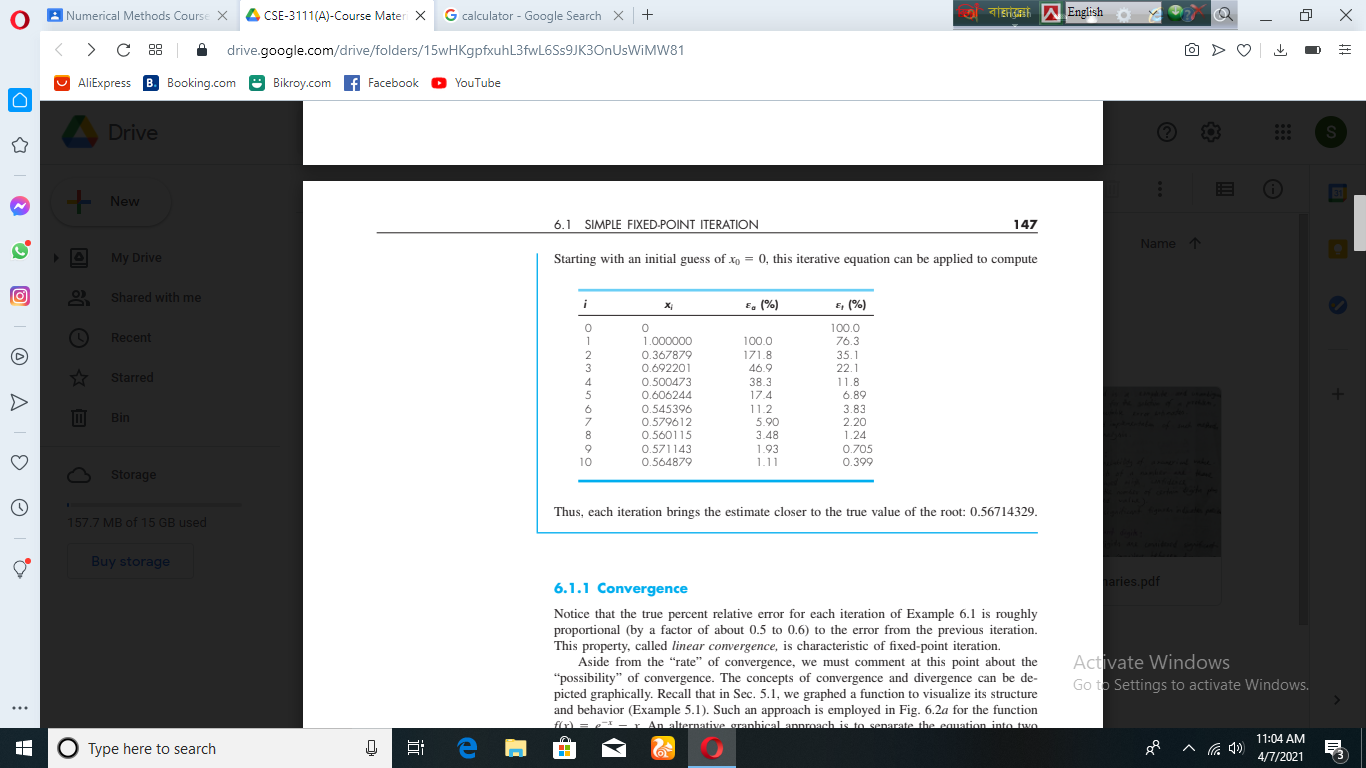 Numerical Methods Course
CSE-3111(A)-Course Mater
calculator - Google Search
English
drive.google.com/drive/folders/15wHKgpfxuhL3fwL6Ss9JK3OnUsWiMW81
AliExpress
B. Booking.com
Bikroy.com
Facebook
YouTube
Drive
S
New
My Drive
Shared with me
Recent
Starred
Bin
Storage
157.7 MB of 15 GB used
Buy storage
Name
6.1 SIMPLE FIXED-POINT ITERATION 147
Starting with an initial guess of x₀ = 0, this iterative equation can be applied to compute
i xᵢ εₐ (%) εₜ (%)
0 0 100.0
1 1.000000 100.0 76.3
2 0.367879 171.8 35.1
3 0.692201 46.9 22.1
4 0.500473 38.3 11.8
5 0.606244 17.4 6.89
6 0.545396 11.2 3.83
7 0.579612 5.90 2.20
8 0.560115 3.48 1.24
9 0.571143 1.93 0.705
10 0.564879 1.11 0.399
Thus, each iteration brings the estimate closer to the true value of the root: 0.56714329.
6.1.1 Convergence
Notice that the true percent relative error for each iteration of Example 6.1 is roughly
proportional (by a factor of about 0.5 to 0.6) to the error from the previous iteration.
This property, called linear convergence, is characteristic of fixed-point iteration.
Aside from the “rate” of convergence, we must comment at this point about the
“possibility” of convergence. The concepts of convergence and divergence can be de-
picted graphically. Recall that in Sec. 5.1, we graphed a function to visualize its structure
and behavior (Example 5.1). Such an approach is employed in Fig. 6.2a for the function
f(x) = e⁻ˣ − x. An alternative graphical approach is to separate the equation into two
naries.pdf
Activate Windows
Go to Settings to activate Windows.
Type here to search
11:04 AM
4/7/2021
3